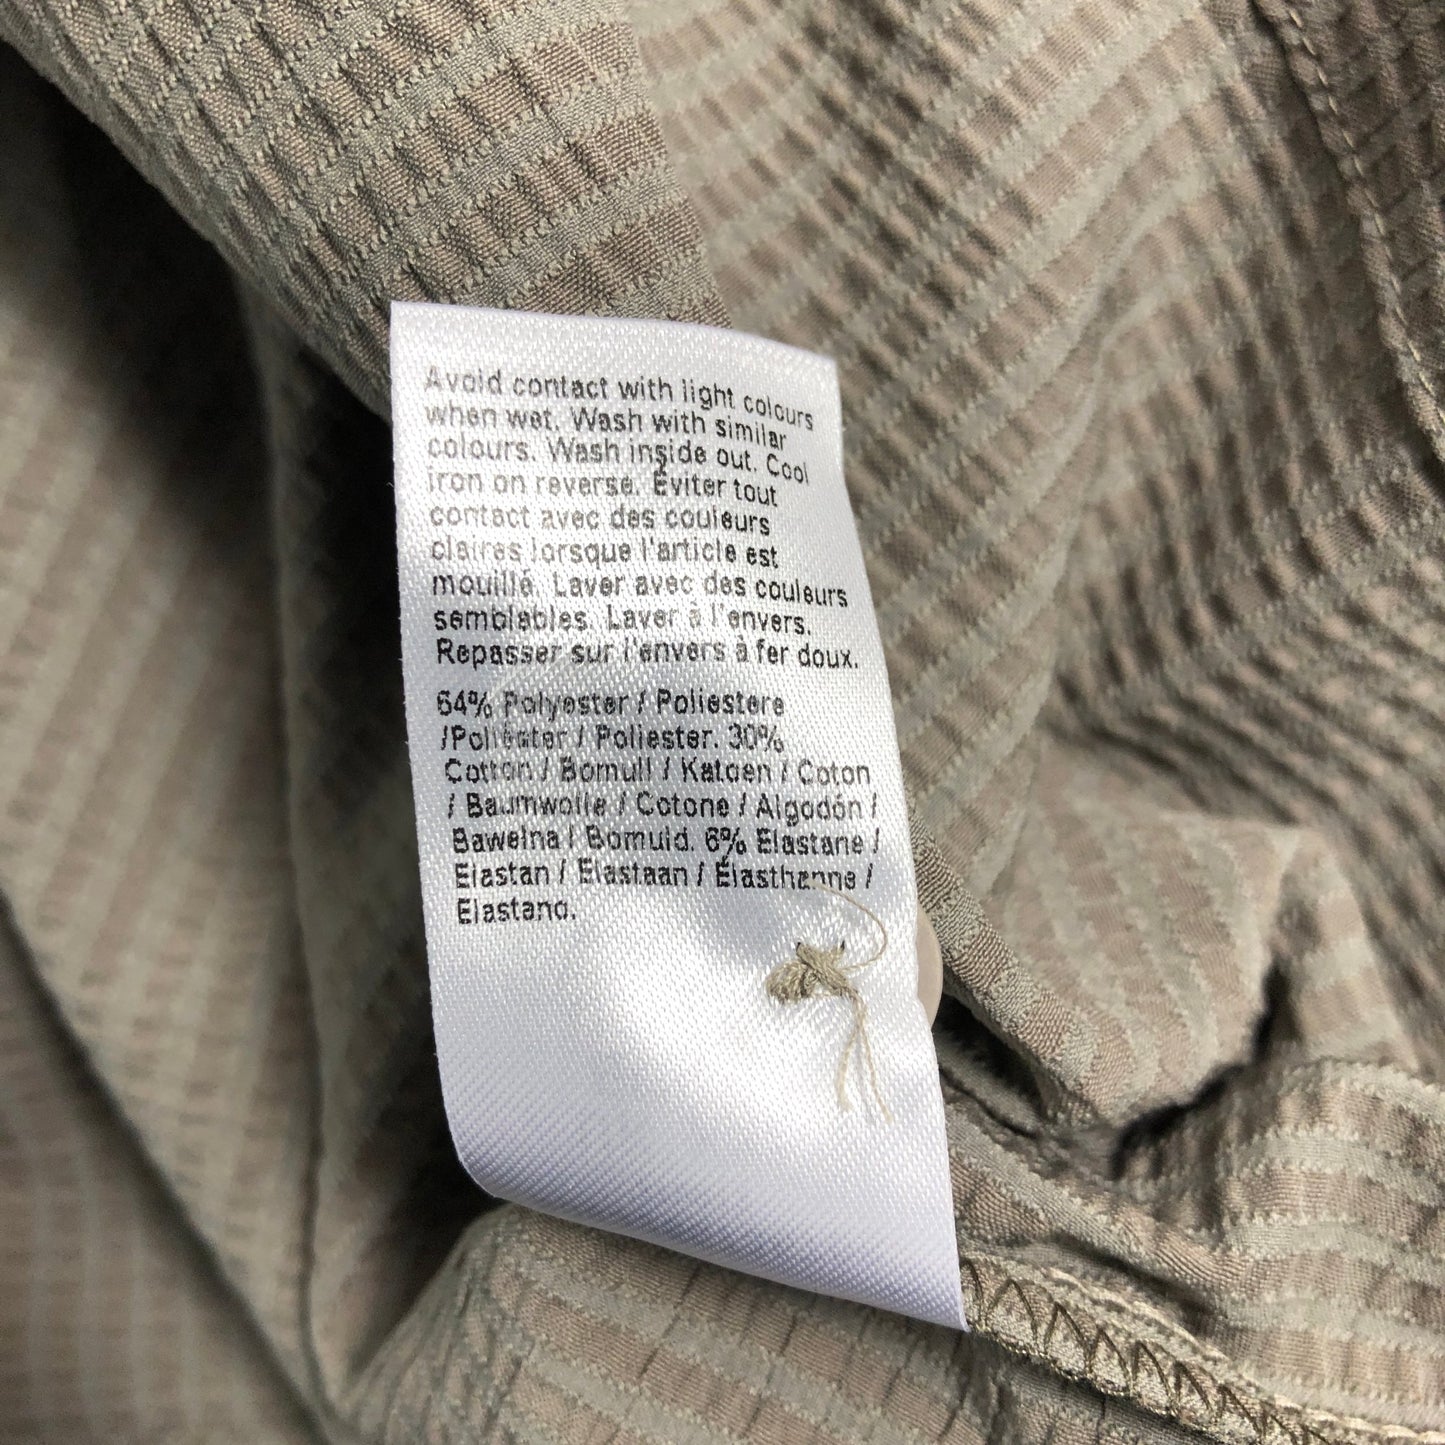 Avoid contact with light colours
when wet. Wash with similar
colours. Wash inside out. Cool
iron on reverse. Éviter tout
contact avec des couleurs
claires lorsque l'article est
mouillé. Laver avec des couleurs
semblables. Laver à l'envers.
Repasser sur l'envers à fer doux.
64% Polyester / Poliestere
/Poliéster / Poliester. 30%
Cotton / Bomull / Katoen / Coton
/ Baumwolle / Cotone / Algodón /
Bawełna / Bomuld. 6% Elastane /
Elastan / Elastaan / Élasthanne /
Elastano.